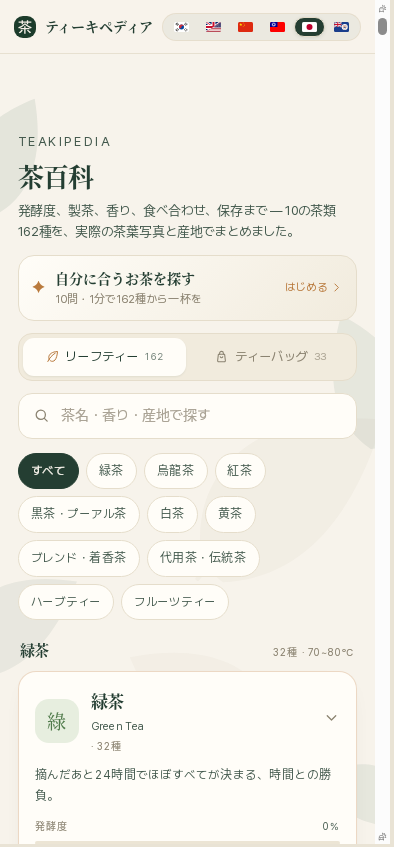 茶 ティーキペディア
TEAKIPEDIA
茶百科
発酵度、製茶、香り、食べ合わせ、保存まで — 10の茶類
162種を、実際の茶葉写真と産地でまとめました。
自分に合うお茶を探す
10問・1分で162種から一杯を
はじめる
リーフティー 162 ティーバッグ 33
茶名・香り・産地で探す
すべて 緑茶 烏龍茶 紅茶
黒茶・プーアル茶 白茶 黄茶
ブレンド・着香茶 代用茶・伝統茶
ハーブティー フルーツティー
緑茶 32種 · 70~80℃
綠
緑茶
Green Tea
· 32種
摘んだあと24時間でほぼすべてが決まる、時間との勝
負。
発酵度 0%